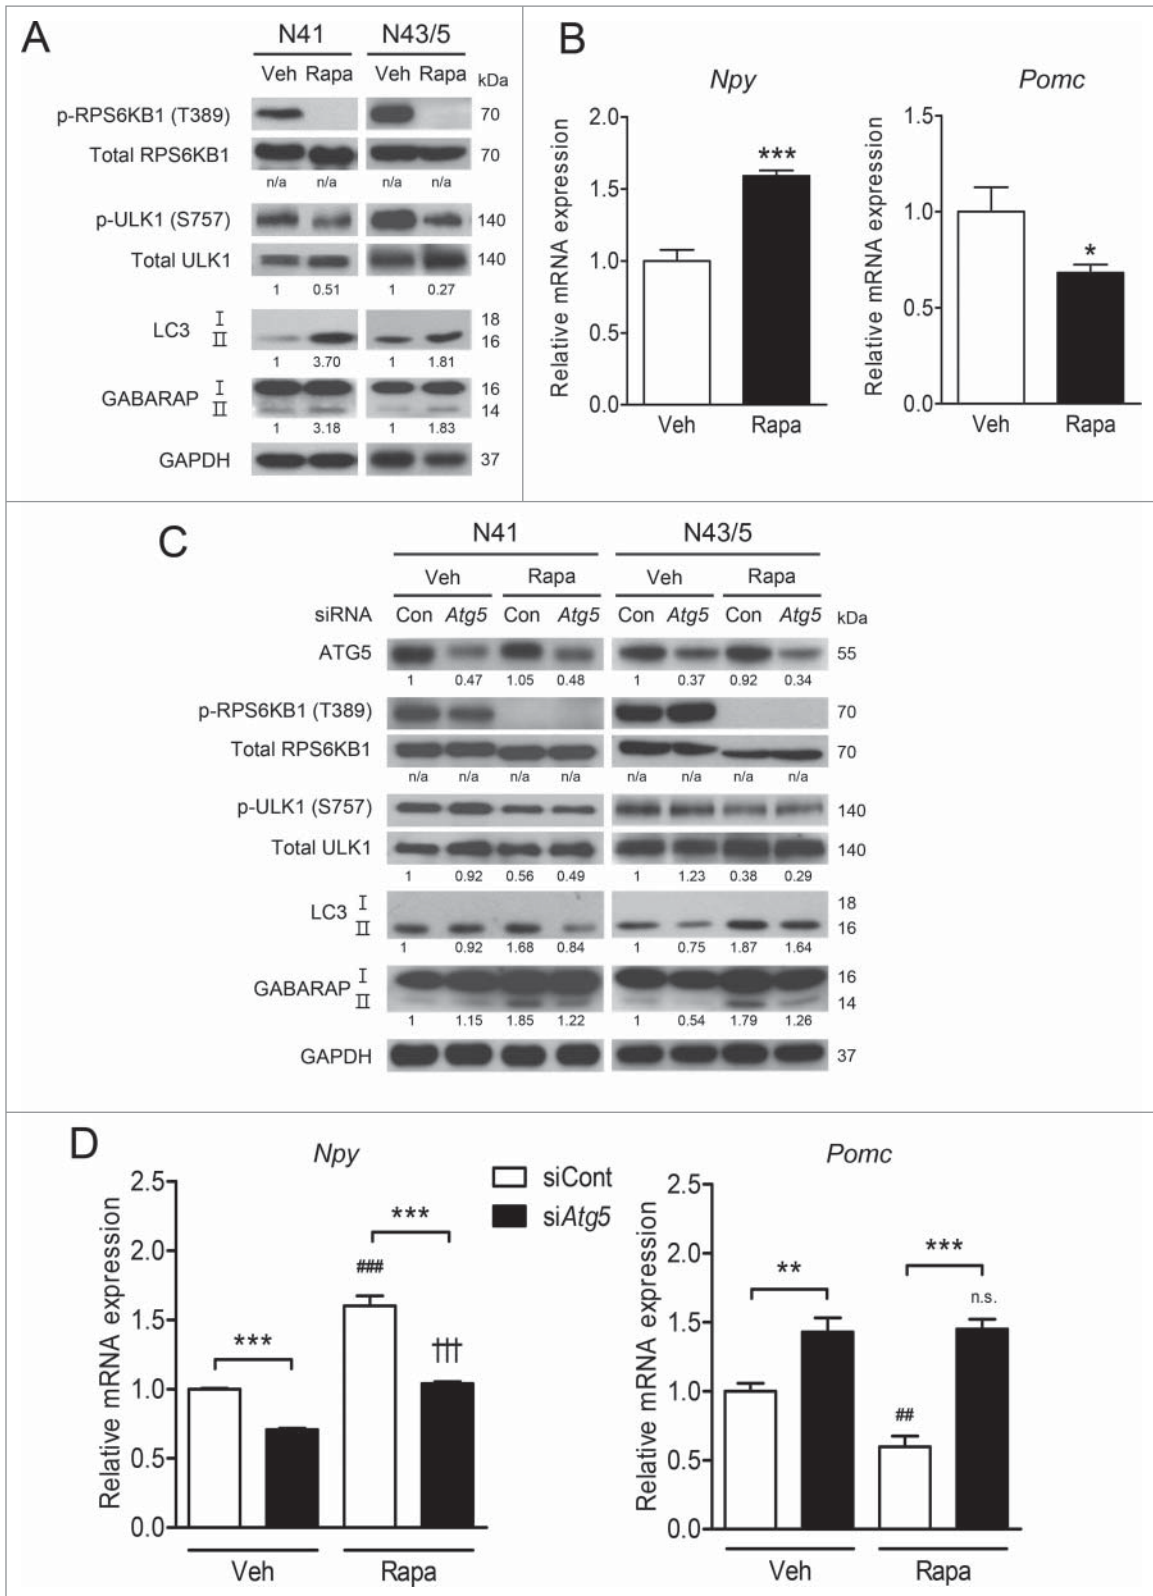 A
N41 N43/5
Veh Rapa Veh Rapa kDa
p-RPS6KB1 (T389) 70
Total RPS6KB1 70
n/a n/a n/a n/a
p-ULK1 (S757) 140
Total ULK1 140
1 0.51 1 0.27
LC3 I 18
II 16
1 3.70 1 1.81
GABARAP I 16
II 14
1 3.18 1 1.83
GAPDH 37
B
Npy
Relative mRNA expression
2.0
1.5
1.0
0.5
0.0
***
Veh Rapa
Pomc
Relative mRNA expression
1.5
1.0
0.5
0.0
*
Veh Rapa
C
N41 N43/5
Veh Rapa Veh Rapa
siRNA Con Atg5 Con Atg5 Con Atg5 Con Atg5 kDa
ATG5 55
1 0.47 1.05 0.48 1 0.37 0.92 0.34
p-RPS6KB1 (T389) 70
Total RPS6KB1 70
n/a n/a n/a n/a n/a n/a n/a n/a
p-ULK1 (S757) 140
Total ULK1 140
1 0.92 0.56 0.49 1 1.23 0.38 0.29
LC3 I 18
II 16
1 0.92 1.68 0.84 1 0.75 1.87 1.64
GABARAP I 16
II 14
1 1.15 1.85 1.22 1 0.54 1.79 1.26
GAPDH 37
D
Npy
Relative mRNA expression
2.5
2.0
1.5
1.0
0.5
0.0
***
***
###
†††
Veh Rapa
siCont
siAtg5
Pomc
Relative mRNA expression
2.5
2.0
1.5
1.0
0.5
0.0
**
***
n.s.
##
Veh Rapa